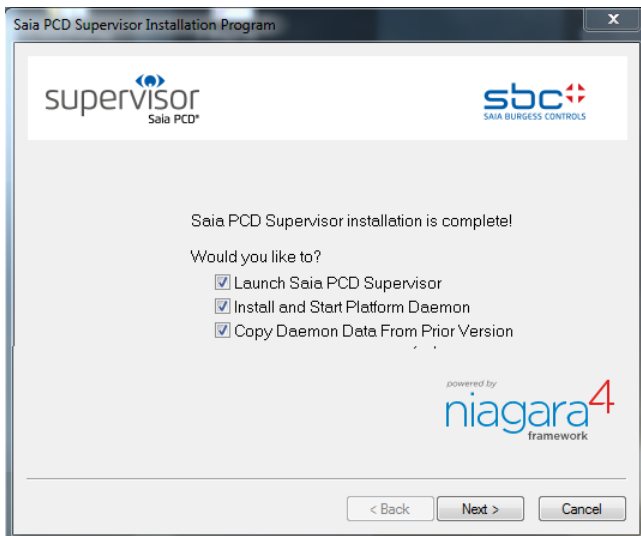 Saia PCD Supervisor Installation Program
x
supervisor
Saia PCD®
sbc
SAIA BURGESS CONTROLS
Saia PCD Supervisor installation is complete!
Would you like to?
Launch Saia PCD Supervisor
Install and Start Platform Daemon
Copy Daemon Data From Prior Version
powered by
niagara4
framework
< Back
Next >
Cancel